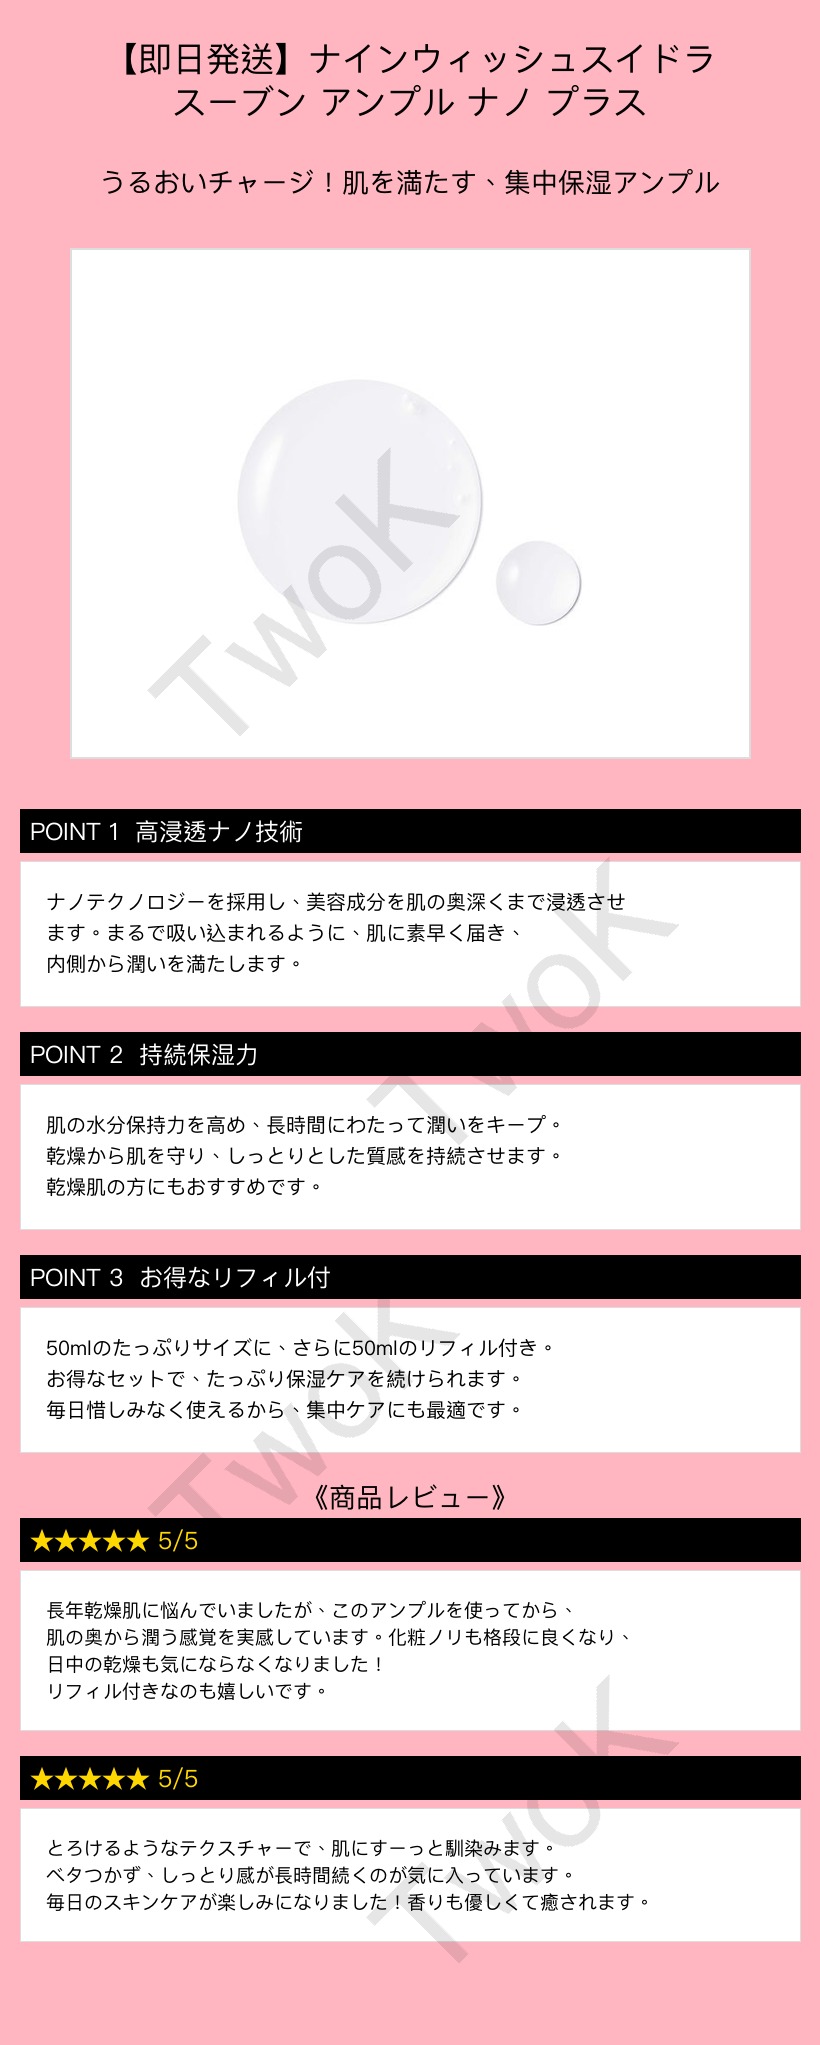 【即日発送】ナインウィッシュスイドラ
スーブン アンプル ナノ プラス
うるおいチャージ！肌を満たす、集中保湿アンプル
TwoK
POINT 1 高浸透ナノ技術
ナノテクノロジーを採用し、美容成分を肌の奥深くまで浸透させ
ます。まるで吸い込まれるように、肌に素早く届き、
内側から潤いを満たします。
TwoK
POINT 2 持続保湿力
肌の水分保持力を高め、長時間にわたって潤いをキープ。
乾燥から肌を守り、しっとりとした質感を持続させます。
乾燥肌の方にもおすすめです。
POINT 3 お得なリフィル付
50mlのたっぷりサイズに、さらに50mlのリフィル付き。
お得なセットで、たっぷり保湿ケアを続けられます。
毎日惜しみなく使えるから、集中ケアにも最適です。
TwoK
《商品レビュー》
★★★★★ 5/5
長年乾燥肌に悩んでいましたが、このアンプルを使ってから、
肌の奥から潤う感覚を実感しています。化粧ノリも格段に良くなり、
日中の乾燥も気にならなくなりました！
リフィル付きなのも嬉しいです。
★★★★★ 5/5
とろけるようなテクスチャーで、肌にすーっと馴染みます。
ベタつかず、しっとり感が長時間続くのが気に入っています。
毎日のスキンケアが楽しみになりました！香りも優しくて癒されます。
TwoK